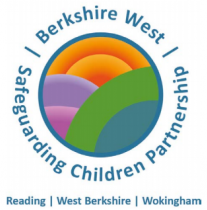 | Berkshire West |
Safeguarding Children Partnership
Reading | West Berkshire | Wokingham